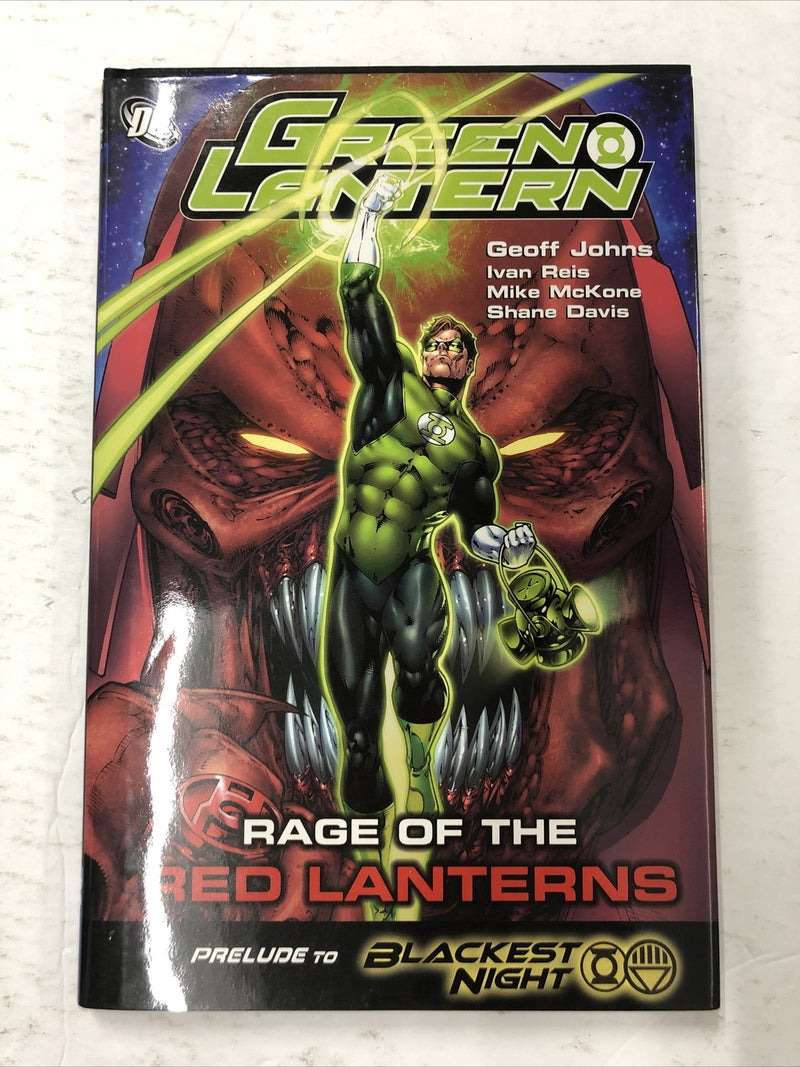 DC
GREEN
LANTERN
Geoff Johns
Ivan Reis
Mike McKone
Shane Davis
RAGE OF THE
RED LANTERNS
PRELUDE TO
BLACKEST
NIGHT